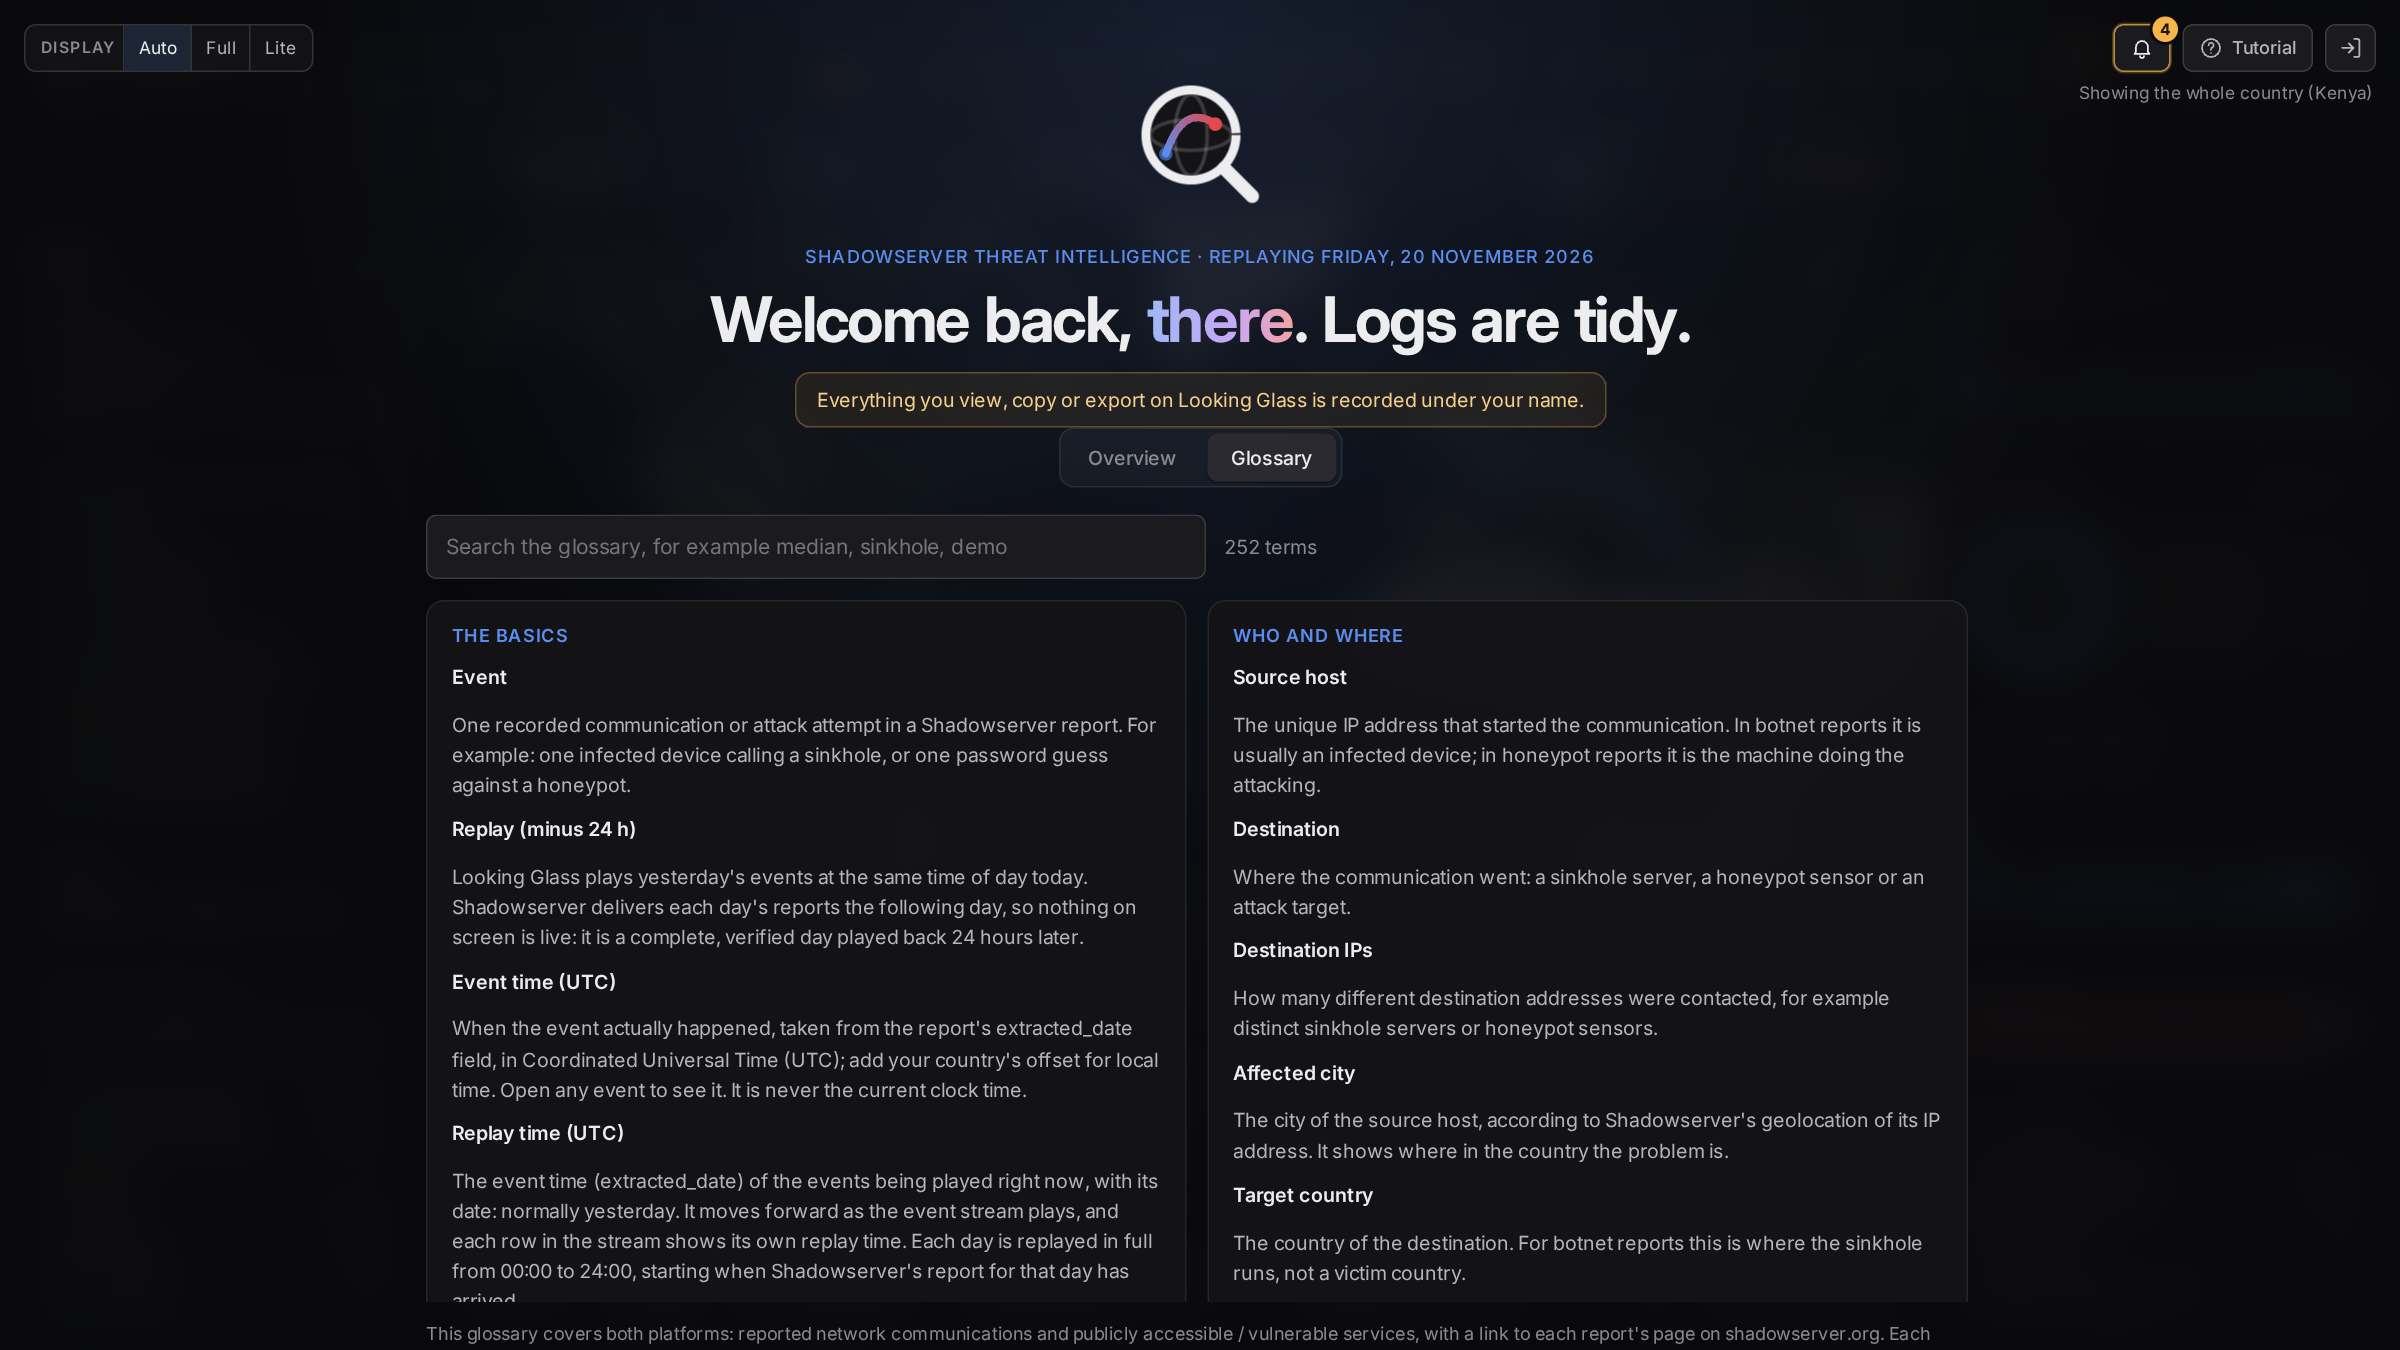 DISPLAY Auto Full Lite
4
Tutorial
Showing the whole country (Kenya)
SHADOWSERVER THREAT INTELLIGENCE · REPLAYING FRIDAY, 20 NOVEMBER 2026
Welcome back, there. Logs are tidy.
Everything you view, copy or export on Looking Glass is recorded under your name.
Overview Glossary
Search the glossary, for example median, sinkhole, demo
252 terms
THE BASICS
Event
One recorded communication or attack attempt in a Shadowserver report. For
example: one infected device calling a sinkhole, or one password guess
against a honeypot.
Replay (minus 24 h)
Looking Glass plays yesterday's events at the same time of day today.
Shadowserver delivers each day's reports the following day, so nothing on
screen is live: it is a complete, verified day played back 24 hours later.
Event time (UTC)
When the event actually happened, taken from the report's extracted_date
field, in Coordinated Universal Time (UTC); add your country's offset for local
time. Open any event to see it. It is never the current clock time.
Replay time (UTC)
The event time (extracted_date) of the events being played right now, with its
date: normally yesterday. It moves forward as the event stream plays, and
each row in the stream shows its own replay time. Each day is replayed in full
from 00:00 to 24:00, starting when Shadowserver's report for that day has
arrived.
WHO AND WHERE
Source host
The unique IP address that started the communication. In botnet reports it is
usually an infected device; in honeypot reports it is the machine doing the
attacking.
Destination
Where the communication went: a sinkhole server, a honeypot sensor or an
attack target.
Destination IPs
How many different destination addresses were contacted, for example
distinct sinkhole servers or honeypot sensors.
Affected city
The city of the source host, according to Shadowserver's geolocation of its IP
address. It shows where in the country the problem is.
Target country
The country of the destination. For botnet reports this is where the sinkhole
runs, not a victim country.
This glossary covers both platforms: reported network communications and publicly accessible / vulnerable services, with a link to each report's page on shadowserver.org. Each